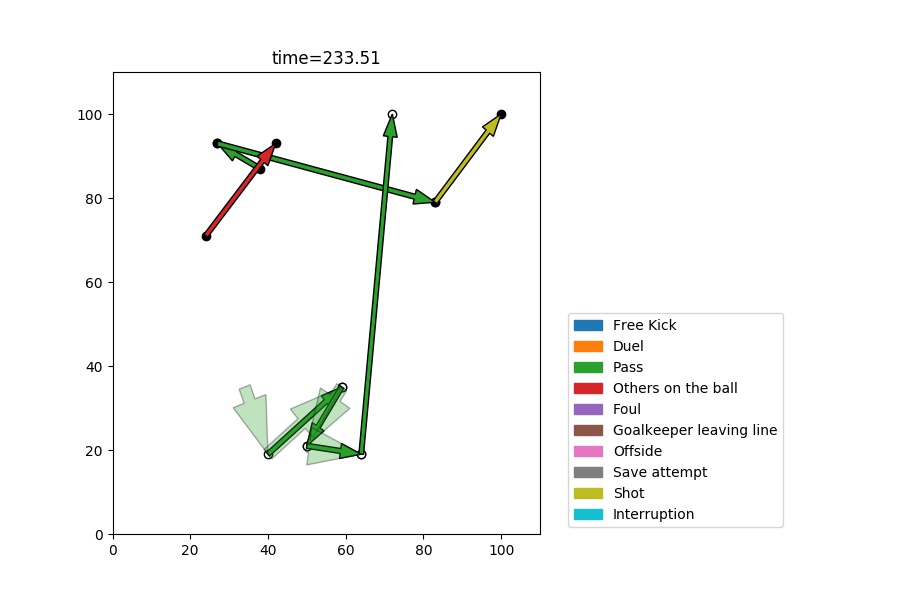 time=233.51
100
80
60
40
20
0
0 20 40 60 80 100
Free Kick
Duel
Pass
Others on the ball
Foul
Goalkeeper leaving line
Offside
Save attempt
Shot
Interruption